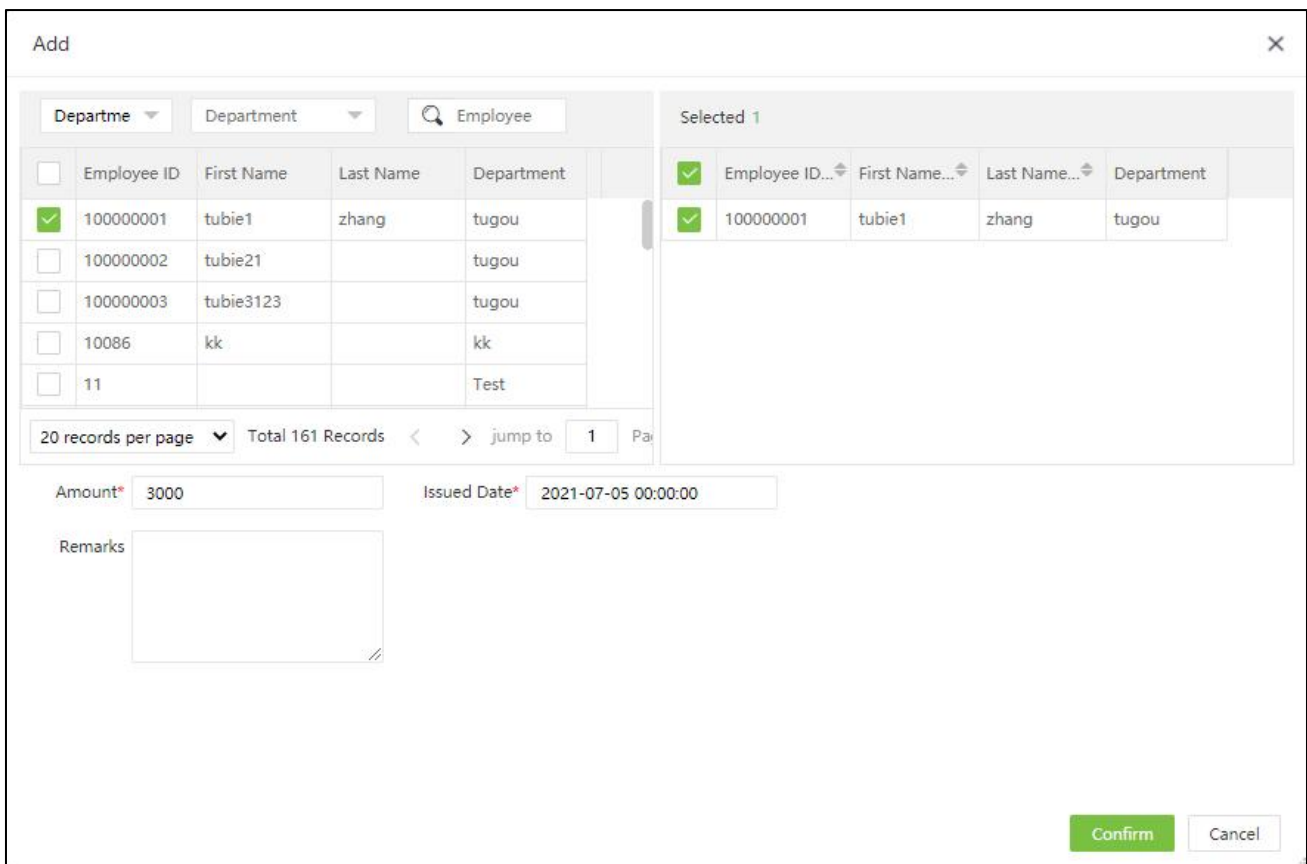 Add
Departme Department Employee
Employee ID First Name Last Name Department
100000001 tubie1 zhang tugou
100000002 tubie21 tugou
100000003 tubie3123 tugou
10086 kk kk
11 Test
20 records per page Total 161 Records < > jump to 1 Pa
Selected 1
Employee ID... First Name... Last Name... Department
100000001 tubie1 zhang tugou
Amount* 3000 Issued Date* 2021-07-05 00:00:00
Remarks
Confirm Cancel